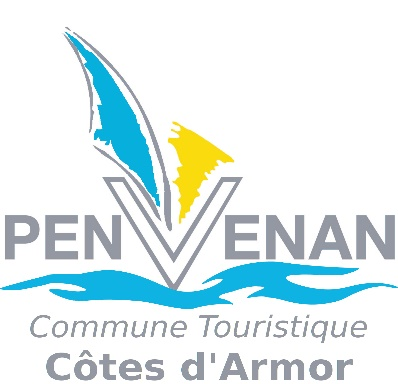 PENVENAN
Commune Touristique
Côtes d'Armor